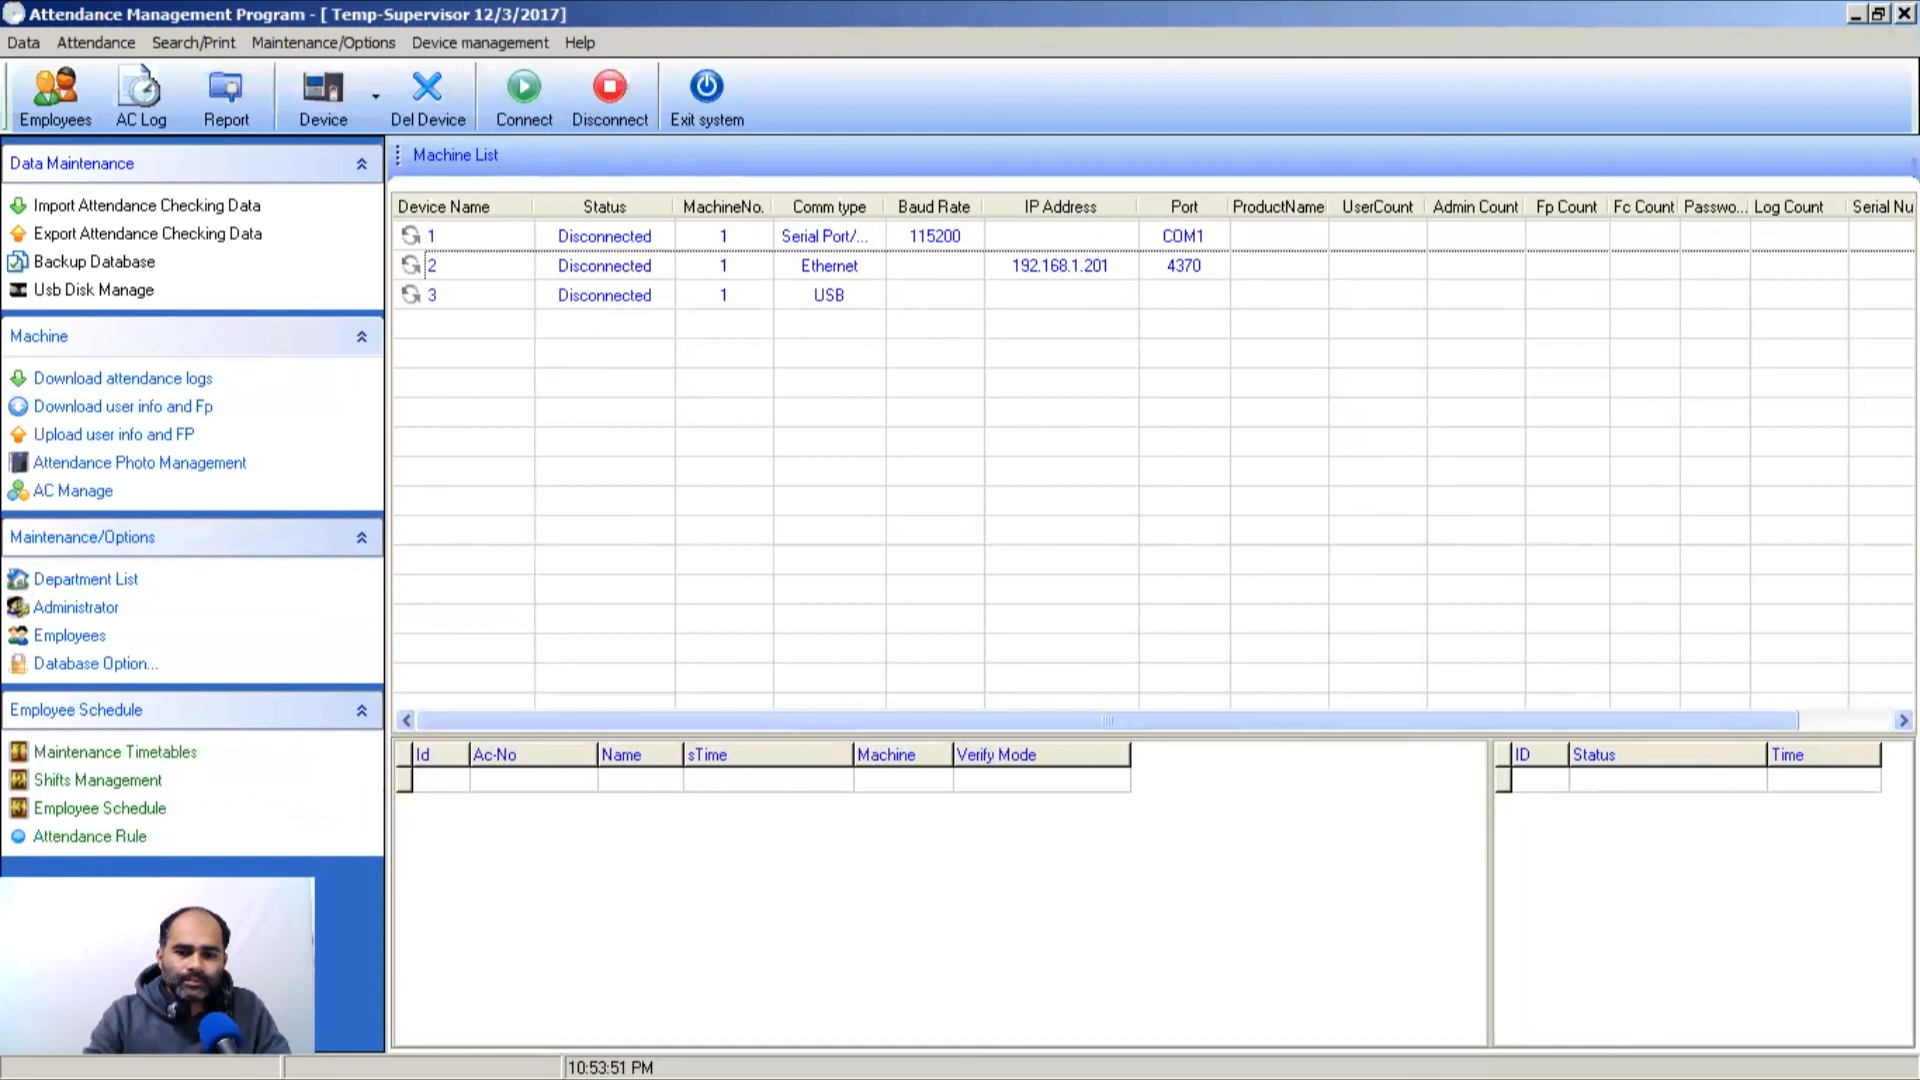 Attendance Management Program - [ Temp-Supervisor 12/3/2017]
Data Attendance Search/Print Maintenance/Options Device management Help
Employees AC Log Report Device Del Device Connect Disconnect Exit system
Data Maintenance
Import Attendance Checking Data
Export Attendance Checking Data
Backup Database
Usb Disk Manage
Machine
Download attendance logs
Download user info and Fp
Upload user info and FP
Attendance Photo Management
AC Manage
Maintenance/Options
Department List
Administrator
Employees
Database Option...
Employee Schedule
Maintenance Timetables
Shifts Management
Employee Schedule
Attendance Rule
Machine List
Device Name Status MachineNo. Comm type Baud Rate IP Address Port ProductName UserCount Admin Count Fp Count Fc Count Passwo... Log Count Serial Nu
1 Disconnected 1 Serial Port/... 115200 COM1
2 Disconnected 1 Ethernet 192.168.1.201 4370
3 Disconnected 1 USB
Id Ac-No Name sTime Machine Verify Mode
ID Status Time
10:53:51 PM